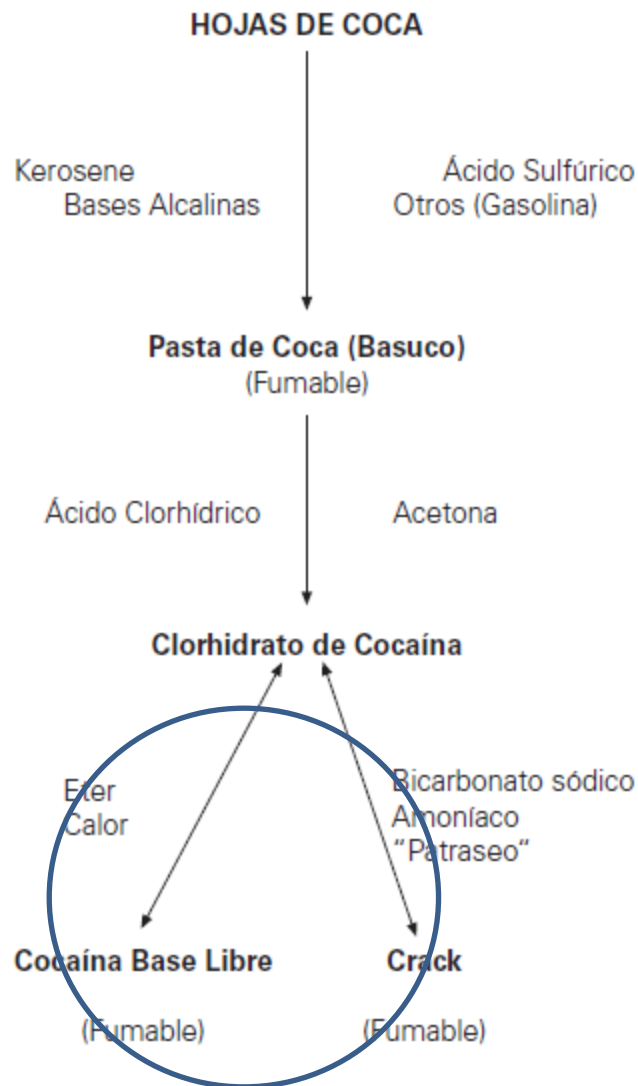 HOJAS DE COCA
Kerosene
Ácido Sulfúrico
Bases Alcalinas
Otros (Gasolina)
Pasta de Coca (Basuco)
(Fumable)
Ácido Clorhídrico
Acetona
Clorhidrato de Cocaína
Eter
Calor
Bicarbonato sódico
Amoníaco
“Patraseo“
Cocaína Base Libre
Crack
(Fumable)
(Fumable)